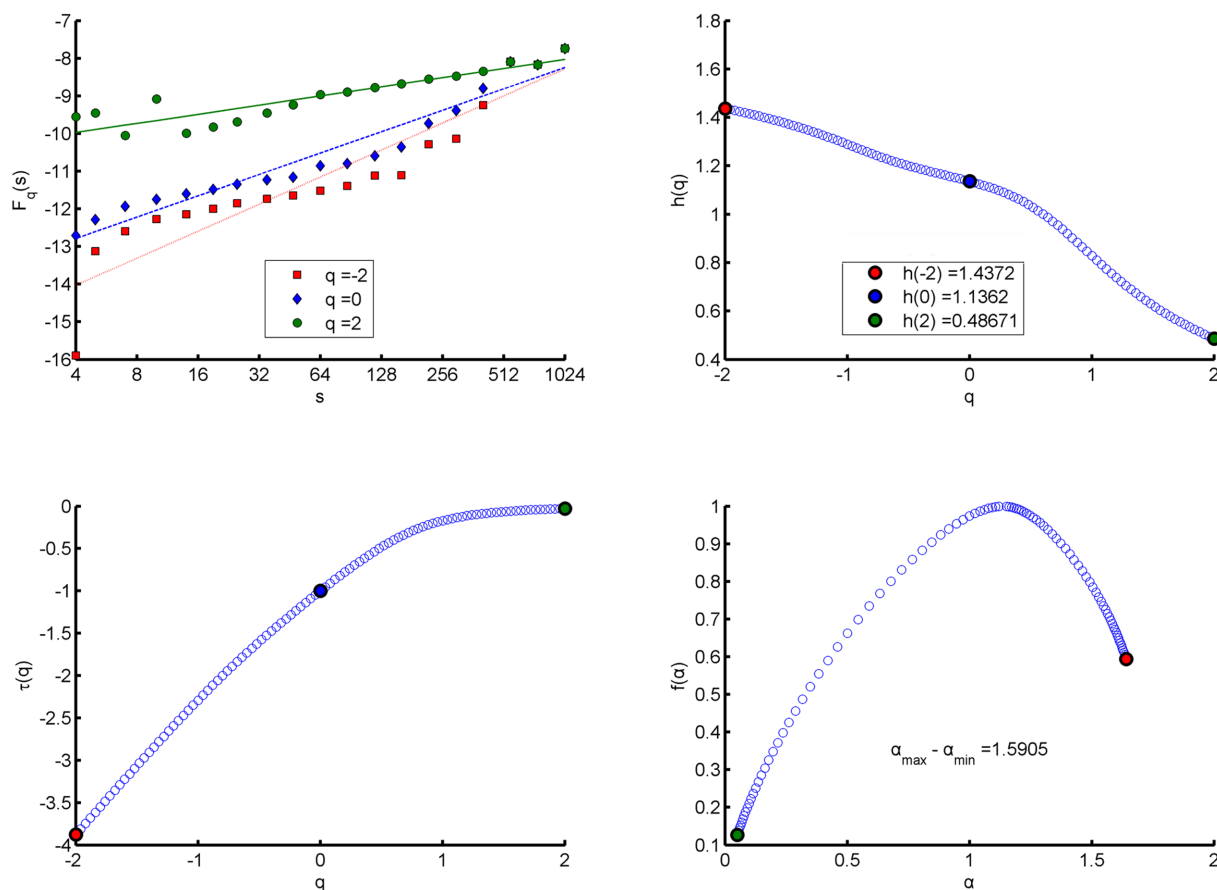 -7
-8
-9
-10
-11
-12
-13
-14
-15
-16
F_q(s)
4 8 16 32 64 128 256 512 1024
s
q =-2
q =0
q =2
1.8
1.6
1.4
1.2
1
0.8
0.6
0.4
h(q)
-2 -1 0 1 2
q
h(-2) =1.4372
h(0) =1.1362
h(2) =0.48671
0
-0.5
-1
-1.5
-2
-2.5
-3
-3.5
-4
τ(q)
-2 -1 0 1 2
q
1
0.9
0.8
0.7
0.6
0.5
0.4
0.3
0.2
0.1
f(α)
0 0.5 1 1.5 2
α
α_max - α_min =1.5905